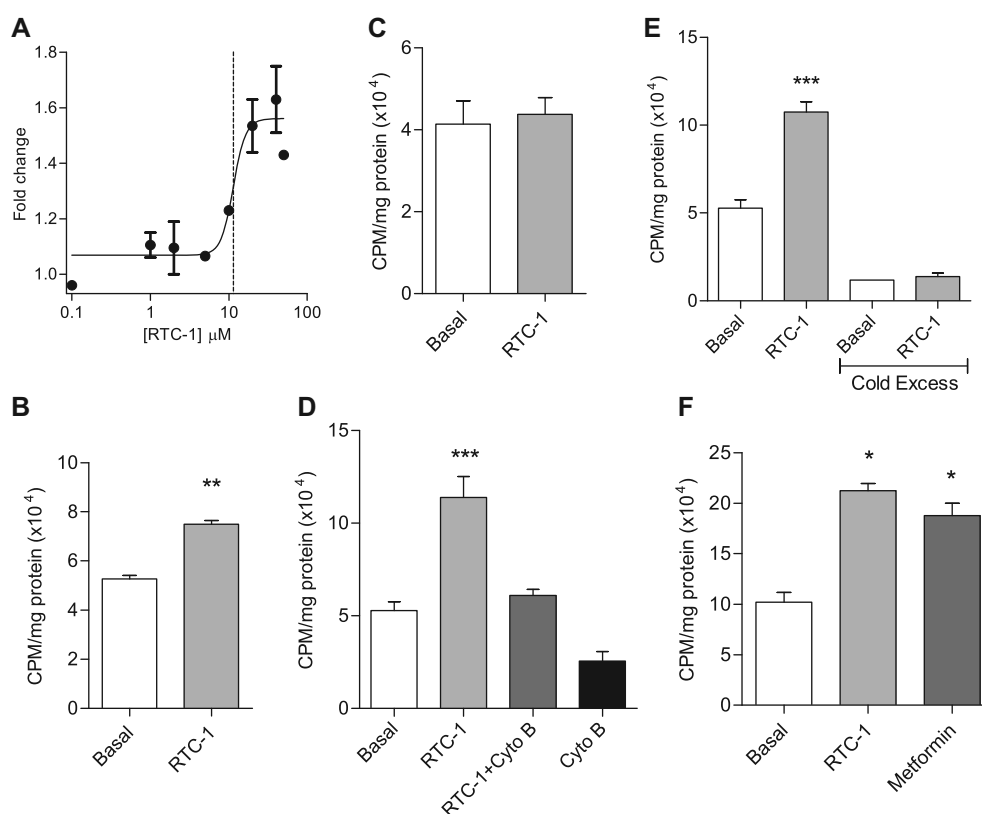 A
1.8
1.6
1.4
1.2
1.0
Fold change
0.1 1 10 100
[RTC-1] μM
B
10
8
6
4
2
0
CPM/mg protein (x10⁴)
**
Basal
RTC-1
C
6
4
2
0
CPM/mg protein (x10⁴)
Basal
RTC-1
D
15
10
5
0
CPM/mg protein (x10⁴)
***
Basal
RTC-1
RTC-1+Cyto B
Cyto B
E
15
10
5
0
CPM/mg protein (x10⁴)
***
Basal
RTC-1
Basal
RTC-1
Cold Excess
F
25
20
15
10
5
0
CPM/mg protein (x10⁴)
*
*
Basal
RTC-1
Metformin